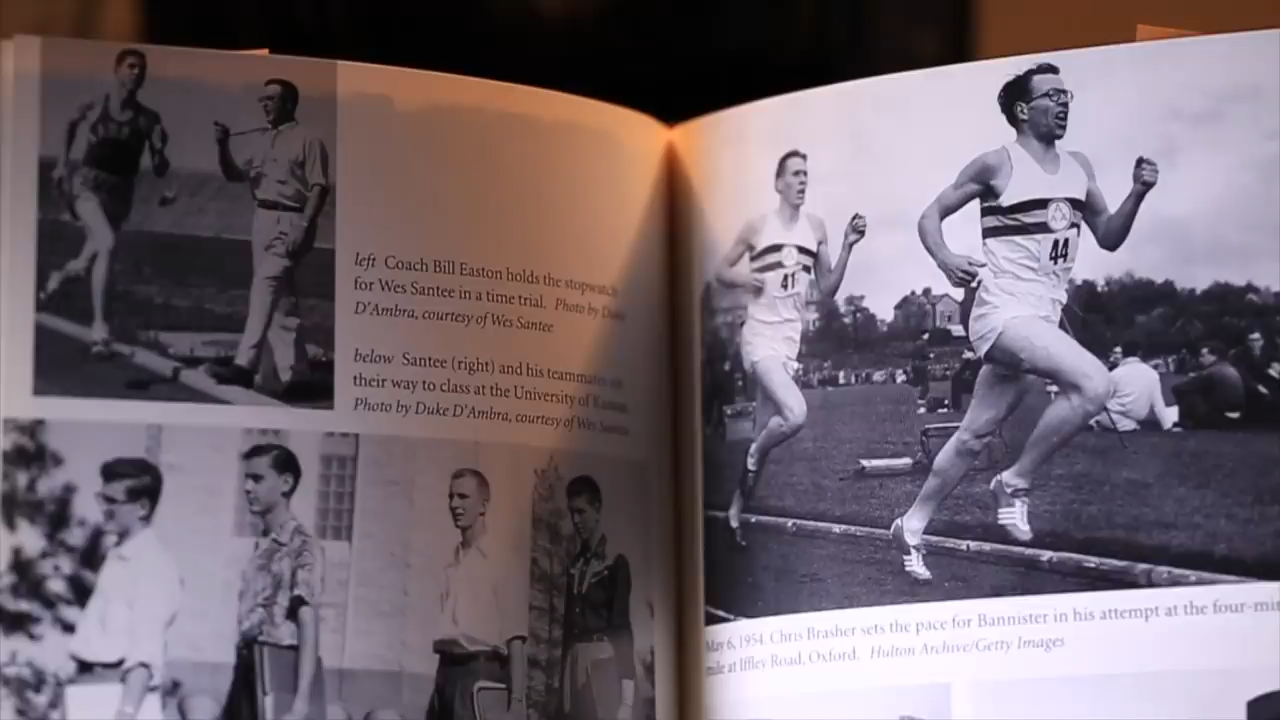 left Coach Bill Easton holds the stopwatch
for Wes Santee in a time trial. Photo by Duke
D'Ambra, courtesy of Wes Santee
below Santee (right) and his teammates on
their way to class at the University of Kansas.
Photo by Duke D'Ambra, courtesy of Wes Santee
41
44
May 6, 1954. Chris Brasher sets the pace for Bannister in his attempt at the four-mi
mile at Iffley Road, Oxford. Hulton Archive/Getty Images